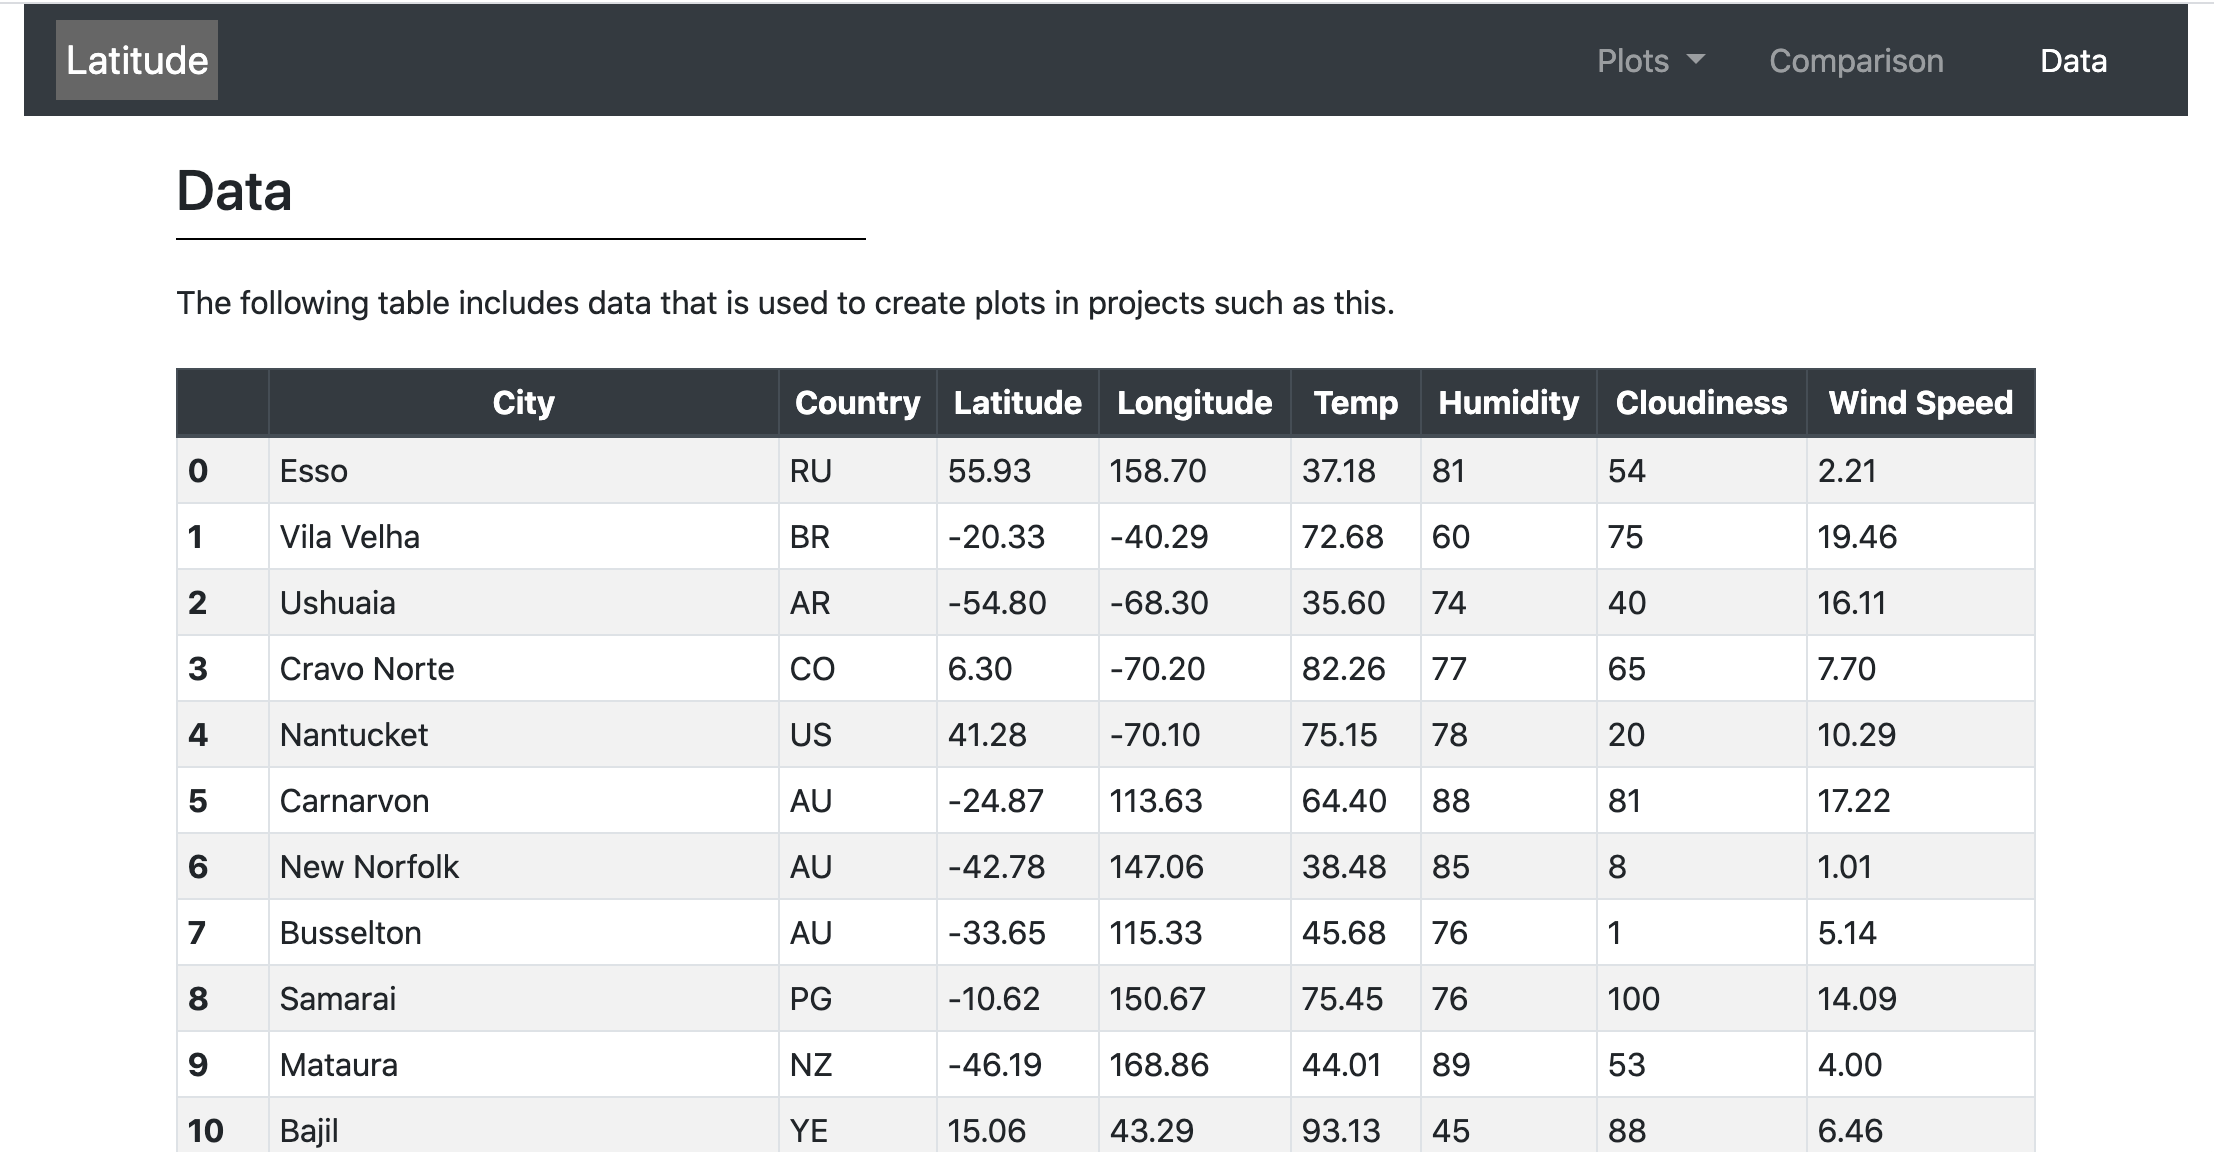 Latitude Plots Comparison Data
Data
The following table includes data that is used to create plots in projects such as this.
City Country Latitude Longitude Temp Humidity Cloudiness Wind Speed
0 Esso RU 55.93 158.70 37.18 81 54 2.21
1 Vila Velha BR -20.33 -40.29 72.68 60 75 19.46
2 Ushuaia AR -54.80 -68.30 35.60 74 40 16.11
3 Cravo Norte CO 6.30 -70.20 82.26 77 65 7.70
4 Nantucket US 41.28 -70.10 75.15 78 20 10.29
5 Carnarvon AU -24.87 113.63 64.40 88 81 17.22
6 New Norfolk AU -42.78 147.06 38.48 85 8 1.01
7 Busselton AU -33.65 115.33 45.68 76 1 5.14
8 Samarai PG -10.62 150.67 75.45 76 100 14.09
9 Mataura NZ -46.19 168.86 44.01 89 53 4.00
10 Bajil YE 15.06 43.29 93.13 45 88 6.46